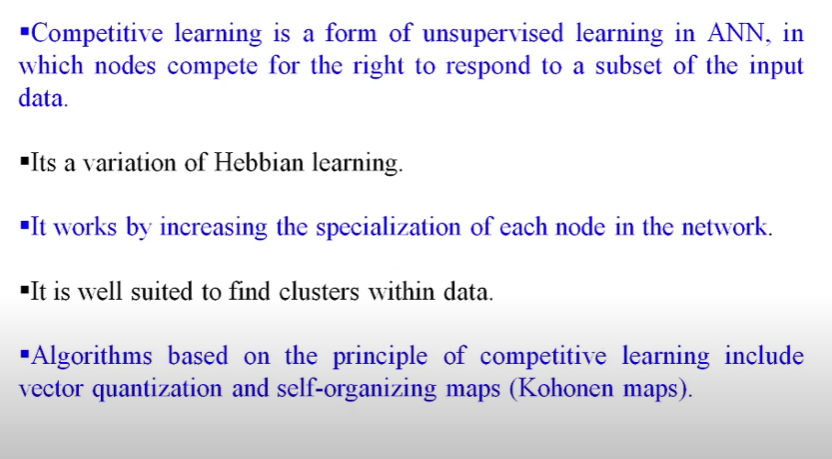 ▪Competitive learning is a form of unsupervised learning in ANN, in
which nodes compete for the right to respond to a subset of the input
data.
▪Its a variation of Hebbian learning.
▪It works by increasing the specialization of each node in the network.
▪It is well suited to find clusters within data.
▪Algorithms based on the principle of competitive learning include
vector quantization and self-organizing maps (Kohonen maps).